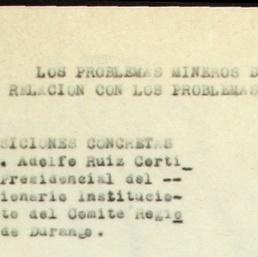 LOS PROBLEMAS MINEROS D
RELACION CON LOS PROBLEMAS
SICIONES CONCRETAS
. Adolfo Ruiz Corti_
Presidencial del --
ionario Institucio-
te del Comite Regio
de Durango.